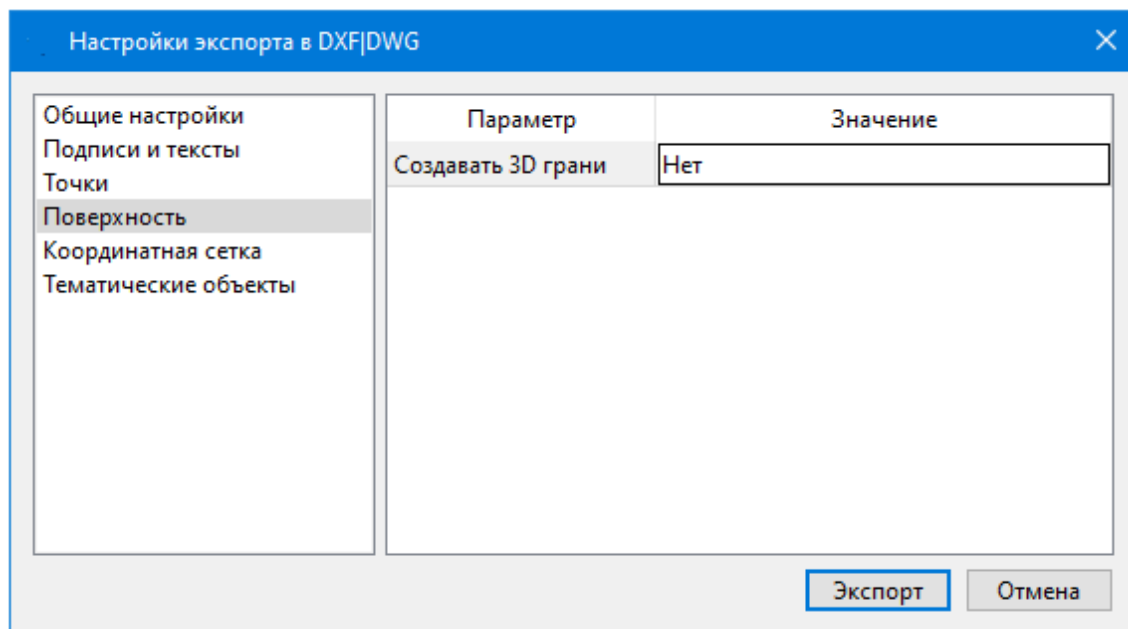 Настройки экспорта в DXF|DWG
Общие настройки
Подписи и тексты
Точки
Поверхность
Координатная сетка
Тематические объекты
Параметр Значение
Создавать 3D грани Нет
Экспорт Отмена